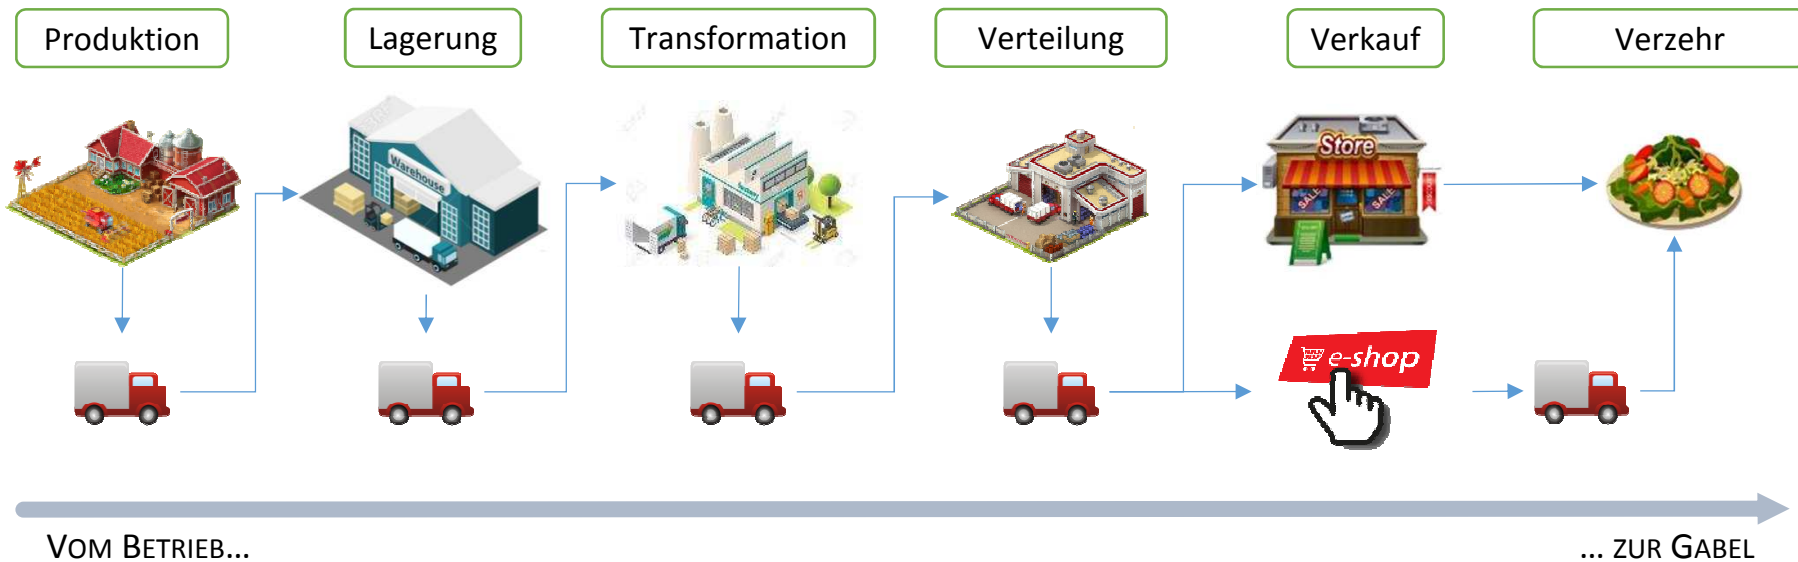 Produktion
Lagerung
Transformation
Verteilung
Verkauf
Verzehr
Warehouse
Store
SALE
SALE
e-shop
VOM BETRIEB...
... ZUR GABEL